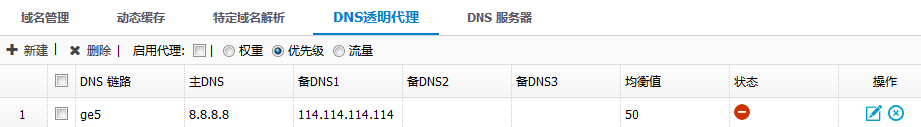 域名管理 动态缓存 特定域名解析 DNS透明代理 DNS 服务器
新建 | 删除 | 启用代理: | 权重 优先级 流量
DNS 链路 主DNS 备DNS1 备DNS2 备DNS3 均衡值 状态 操作
1 ge5 8.8.8.8 114.114.114.114 50